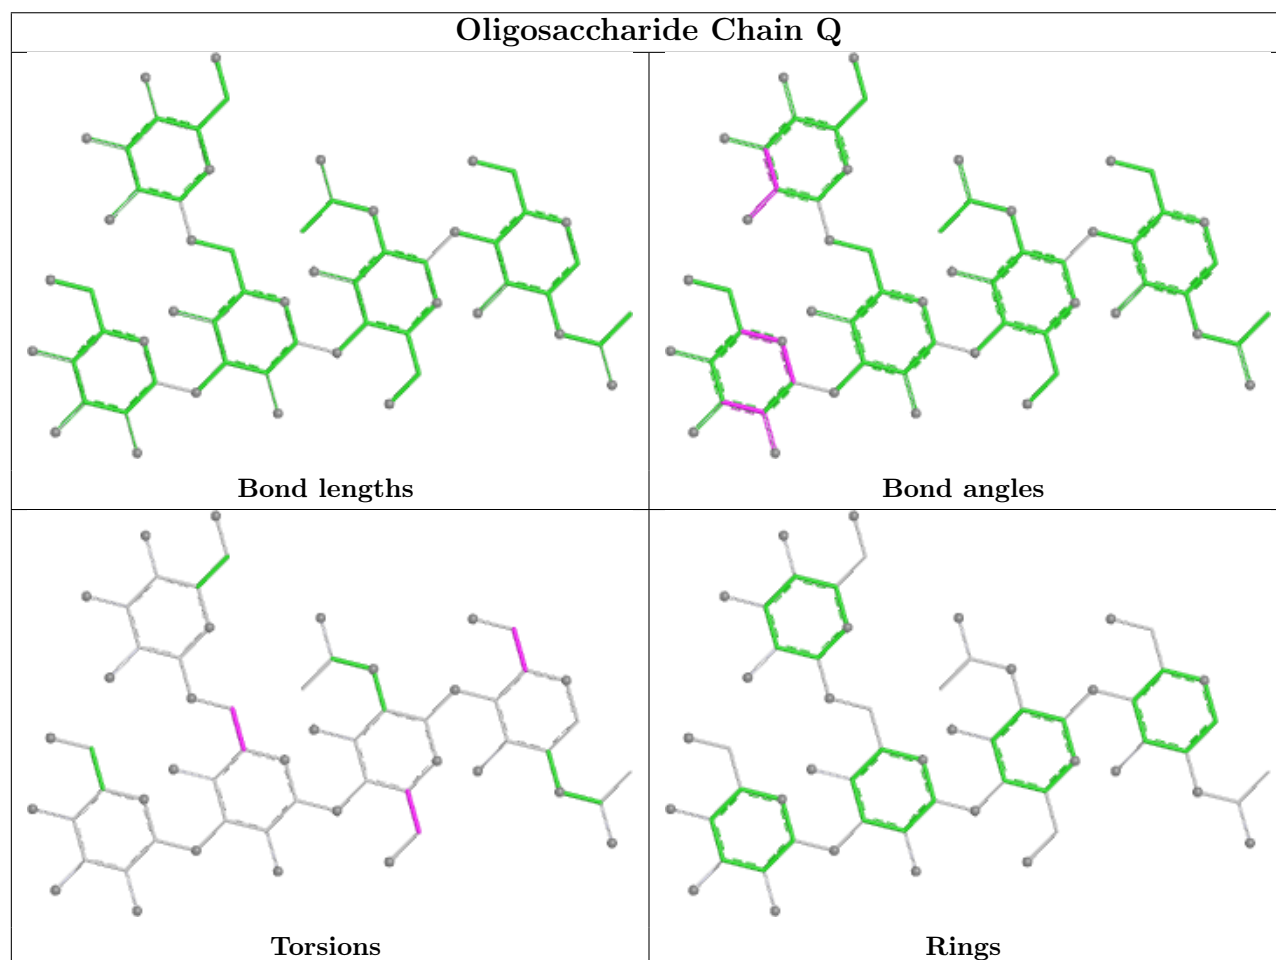 Oligosaccharide Chain Q
Bond lengths
Bond angles
Torsions
Rings